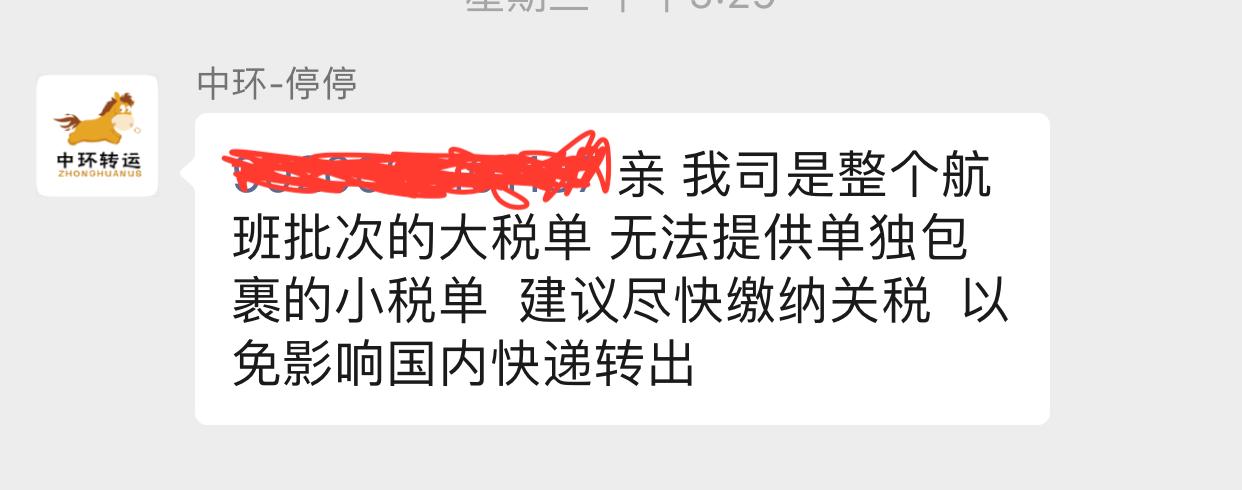 中环-停停
中环转运
ZHONGHUANUS
亲 我司是整个航
班批次的大税单 无法提供单独包
裹的小税单 建议尽快缴纳关税 以
免影响国内快递转出